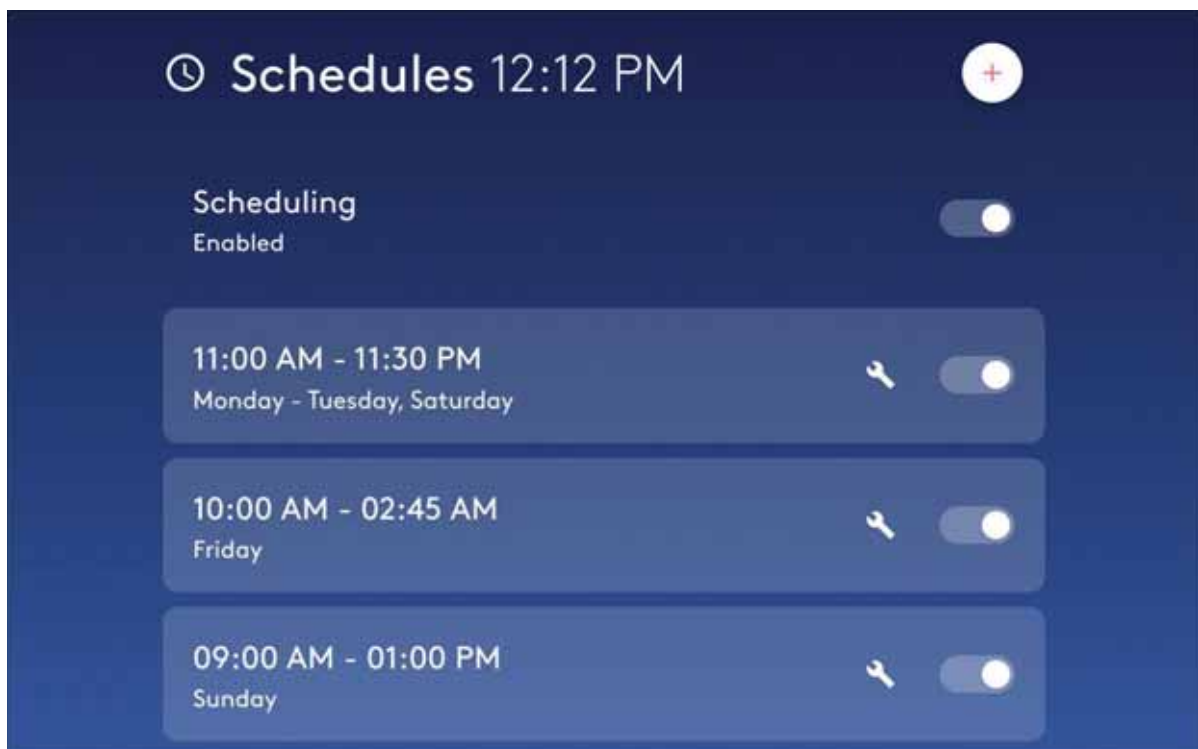 Schedules 12:12 PM
Scheduling
Enabled
11:00 AM - 11:30 PM
Monday - Tuesday, Saturday
10:00 AM - 02:45 AM
Friday
09:00 AM - 01:00 PM
Sunday